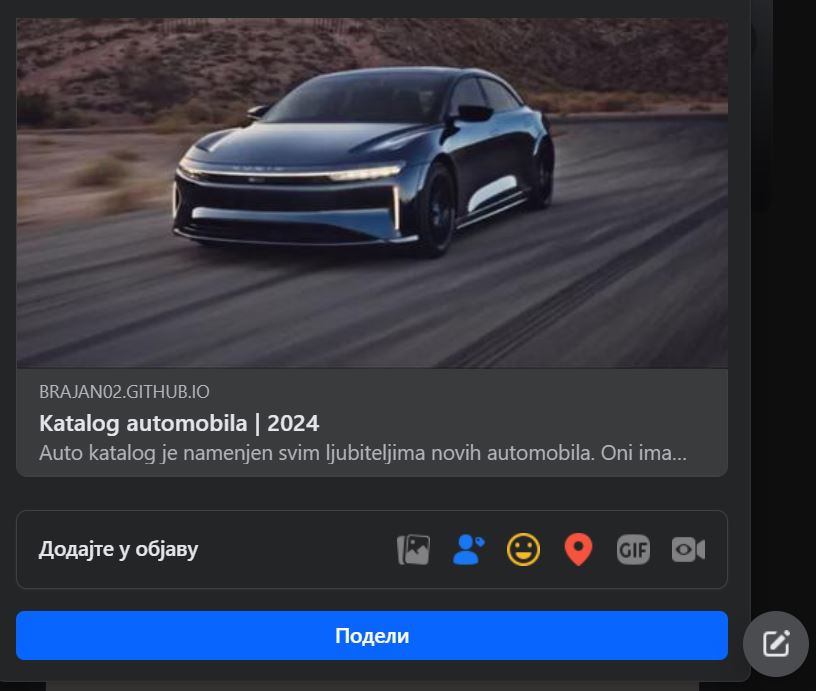 BRAJAN02.GITHUB.IO
Katalog automobila | 2024
Auto katalog je namenjen svim ljubiteljima novih automobila. Oni ima...
Додајте у објаву
GIF
Подели